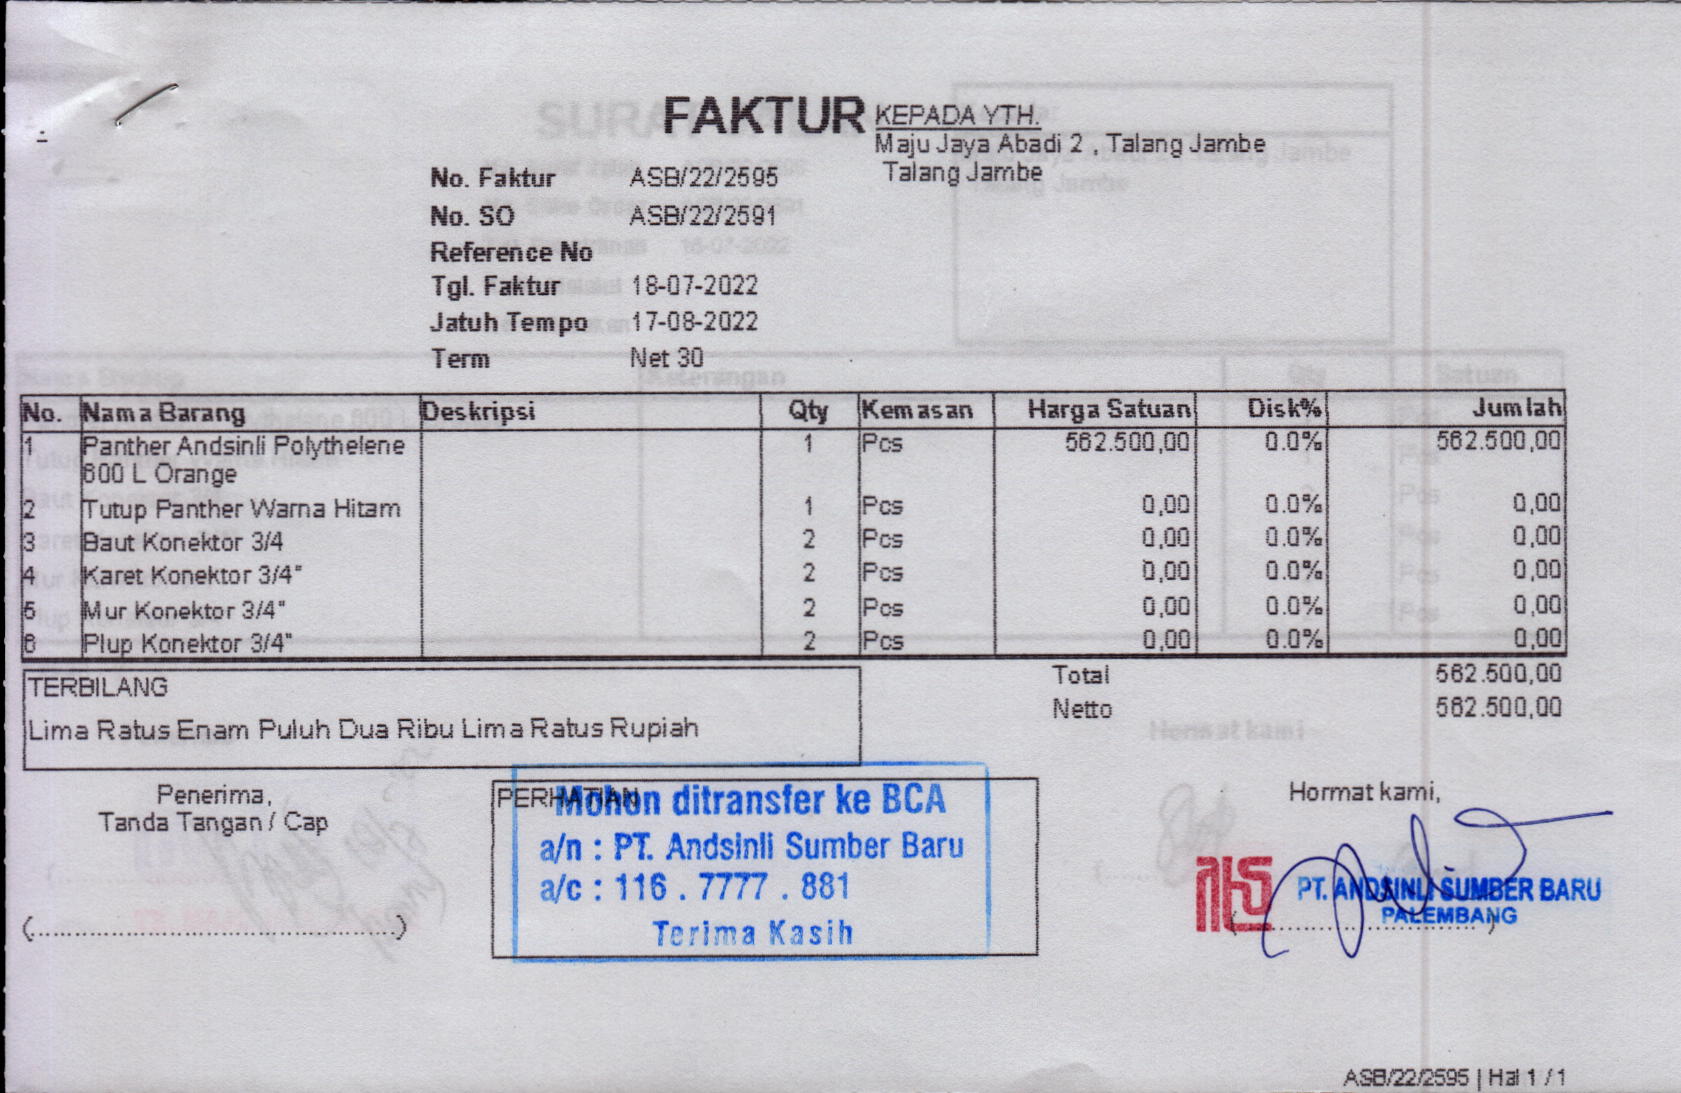 FAKTUR
KEPADA YTH.
Maju Jaya Abadi 2 , Talang Jambe
Talang Jambe
No. Faktur ASB/22/2595
No. SO ASB/22/2591
Reference No
Tgl. Faktur 18-07-2022
Jatuh Tempo 17-08-2022
Term Net 30
No. Nama Barang Deskripsi Qty Kemasan Harga Satuan Disk% Jumlah
1 Panther Andsinli Polythelene 1 Pcs 562.500,00 0.0% 562.500,00
600 L Orange
2 Tutup Panther Warna Hitam 1 Pcs 0,00 0.0% 0,00
3 Baut Konektor 3/4 2 Pcs 0,00 0.0% 0,00
4 Karet Konektor 3/4" 2 Pcs 0,00 0.0% 0,00
5 Mur Konektor 3/4" 2 Pcs 0,00 0.0% 0,00
6 Plup Konektor 3/4" 2 Pcs 0,00 0.0% 0,00
Total 562.500,00
Netto 562.500,00
TERBILANG
Lima Ratus Enam Puluh Dua Ribu Lima Ratus Rupiah
Penerima,
Tanda Tangan / Cap
(..............................................)
PERHATIAN
Mohon ditransfer ke BCA
a/n : PT. Andsinli Sumber Baru
a/c : 116 . 7777 . 881
Terima Kasih
Hormat kami,
PT. ANDSINLI SUMBER BARU
PALEMBANG
ASB/22/2595 | Hal 1 / 1